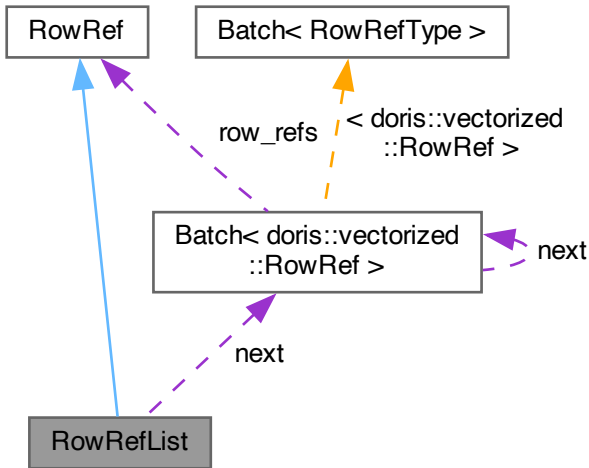 RowRef
Batch< RowRefType >
row_refs
< doris::vectorized
::RowRef >
Batch< doris::vectorized
::RowRef >
next
next
RowRefList